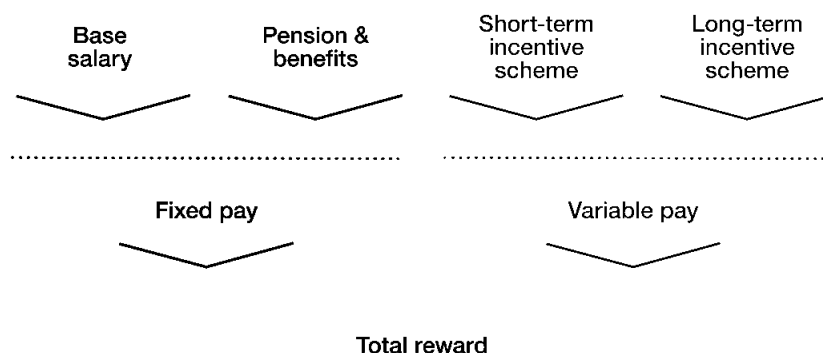 Base
salary
Pension &
benefits
Short-term
incentive
scheme
Long-term
incentive
scheme
Fixed pay
Variable pay
Total reward